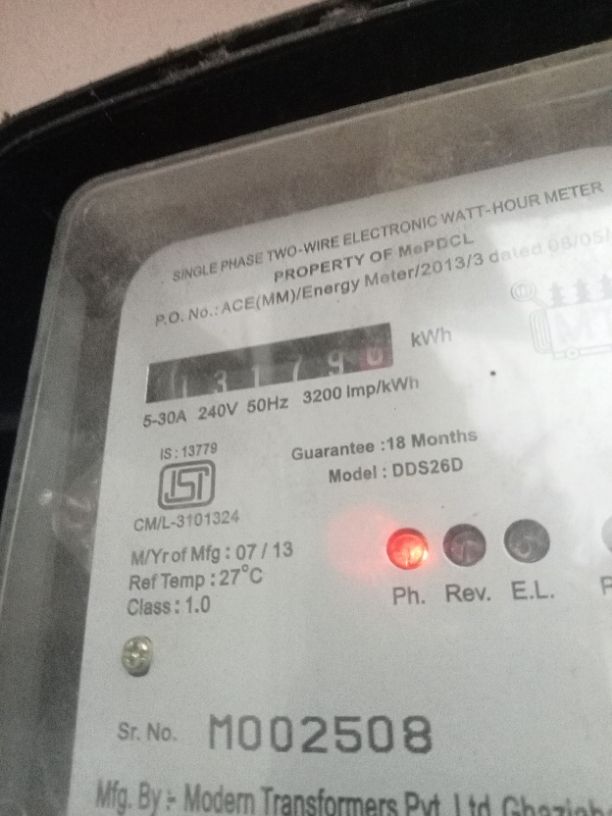 SINGLE PHASE TWO-WIRE ELECTRONIC WATT-HOUR METER
PROPERTY OF MePDCL
P.O. No.: ACE(MM)/Energy Meter/2013/3 dated 08/05/
kWh
5-30A 240V 50Hz 3200 Imp/kWh
IS : 13779
Guarantee : 18 Months
Model : DDS26D
CM/L-3101324
M/Yr of Mfg : 07 / 13
Ref Temp : 27°C
Class : 1.0
Ph. Rev. E.L.
Sr. No. M002508
Mfg. By :- Modern Transformers Pvt. Ltd